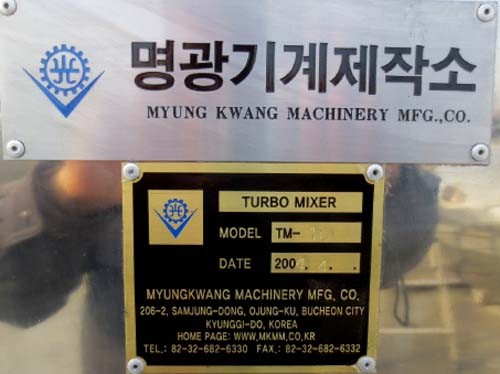 명광기계제작소
MYUNG KWANG MACHINERY MFG.,CO.
TURBO MIXER
MODEL TM-
DATE 200
MYUNGKWANG MACHINERY MFG, CO.
206-2, SAMJUNG-DONG, OJUNG-KU, BUCHEON CITY
KYUNGGI-DO, KOREA
HOME PAGE: WWW,MKMM,CO,KR
TEL,: 82-32-682-6330 FAX,: 82-32-682-6332